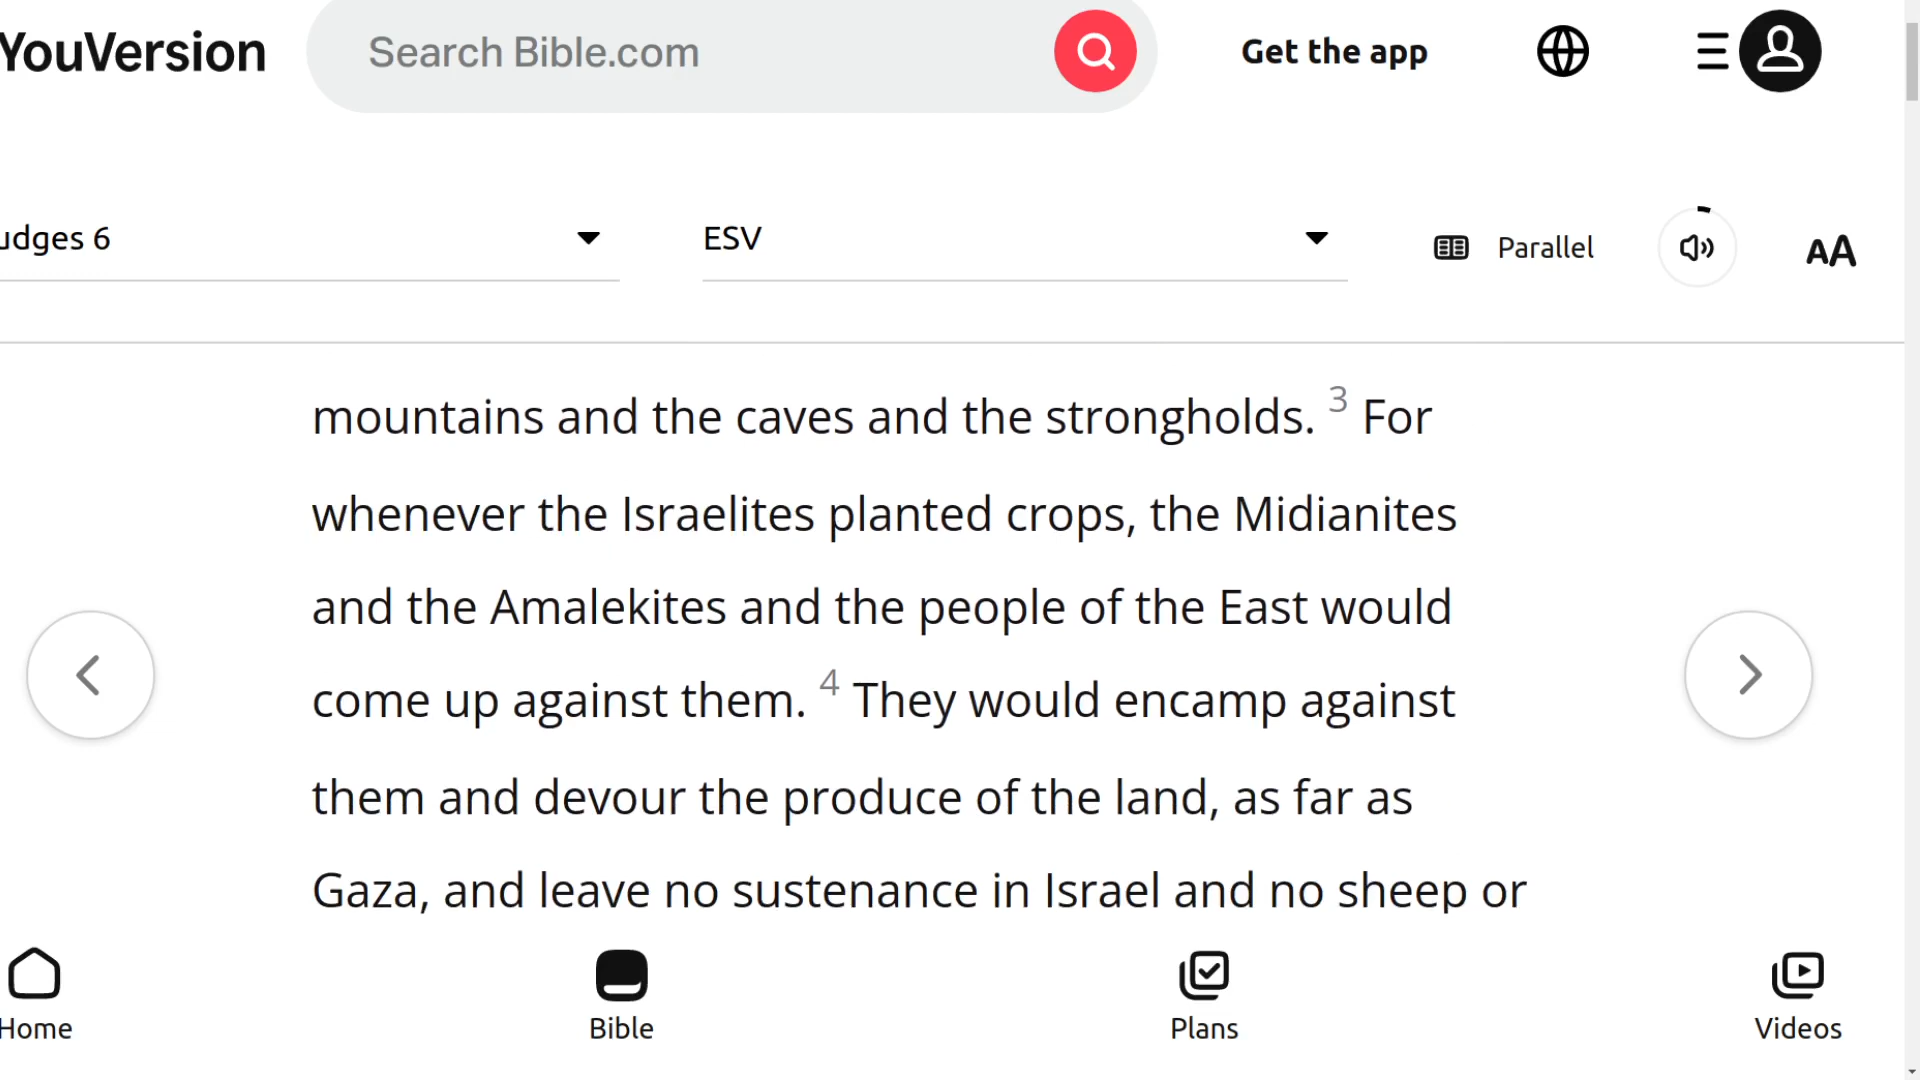 YouVersion Search Bible.com Get the app
udges 6 ESV Parallel AA
mountains and the caves and the strongholds. 3 For
whenever the Israelites planted crops, the Midianites
and the Amalekites and the people of the East would
come up against them. 4 They would encamp against
them and devour the produce of the land, as far as
Gaza, and leave no sustenance in Israel and no sheep or
Home Bible Plans Videos